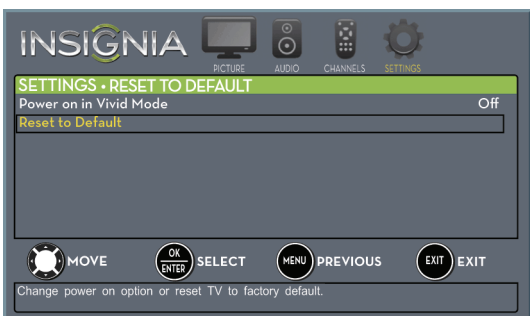 INSIGNIA
PICTURE AUDIO CHANNELS SETTINGS
SETTINGS • RESET TO DEFAULT
Power on in Vivid Mode Off
Reset to Default
MOVE OK ENTER SELECT MENU PREVIOUS EXIT EXIT
Change power on option or reset TV to factory default.